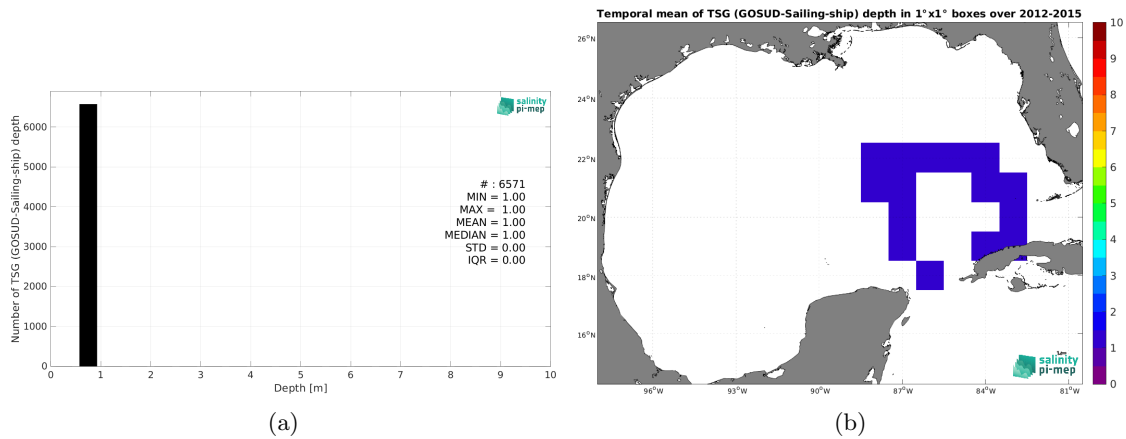 Number of TSG (GOSUD-Sailing-ship) depth
6000
5000
4000
3000
2000
1000
0
salinity
pi-mep
# : 6571
MIN = 1.00
MAX = 1.00
MEAN = 1.00
MEDIAN = 1.00
STD = 0.00
IQR = 0.00
0 1 2 3 4 5 6 7 8 9 10
Depth [m]
(a)
Temporal mean of TSG (GOSUD-Sailing-ship) depth in 1°x1° boxes over 2012-2015
26°N
24°N
22°N
20°N
18°N
16°N
96°W 93°W 90°W 87°W 84°W 81°W
salinity
pi-mep
10
9
8
7
6
5
4
3
2
1
0
(b)